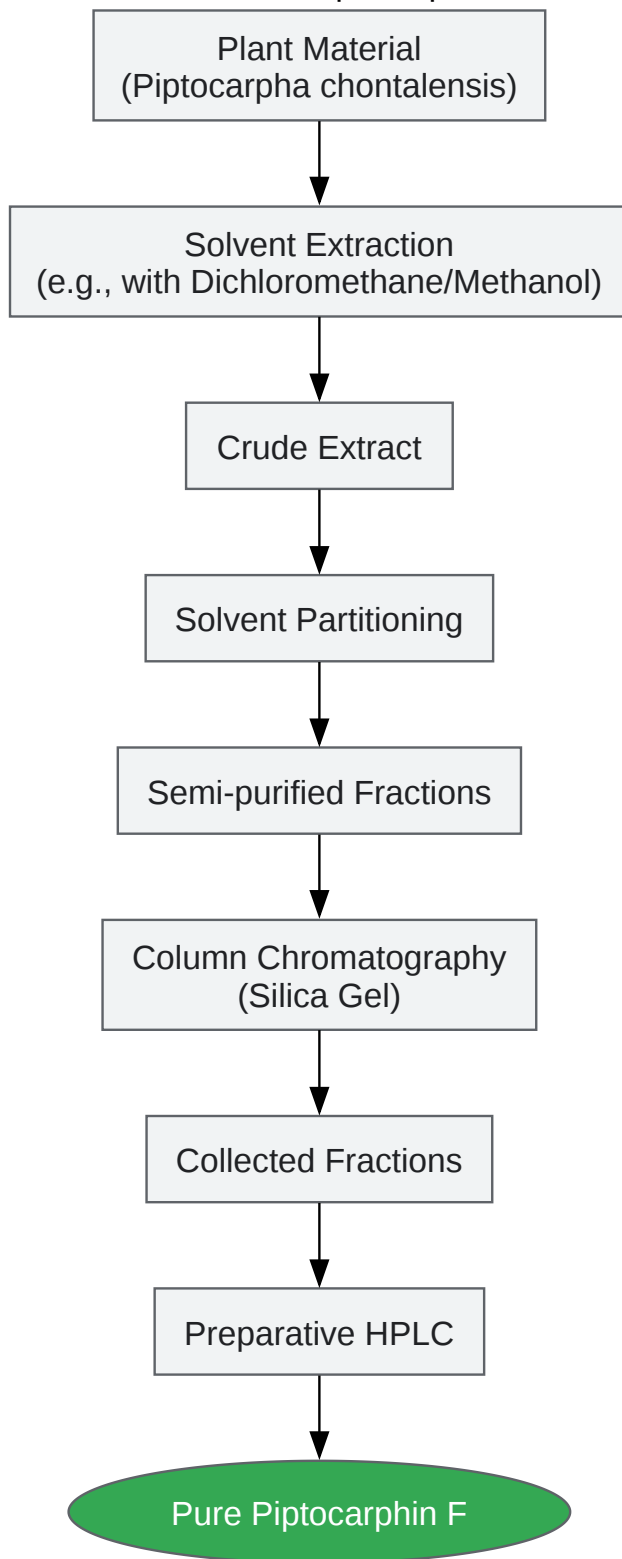 Plant Material
(Piptocarpha chontalensis)
Solvent Extraction
(e.g., with Dichloromethane/Methanol)
Crude Extract
Solvent Partitioning
Semi-purified Fractions
Column Chromatography
(Silica Gel)
Collected Fractions
Preparative HPLC
Pure Piptocarphin F